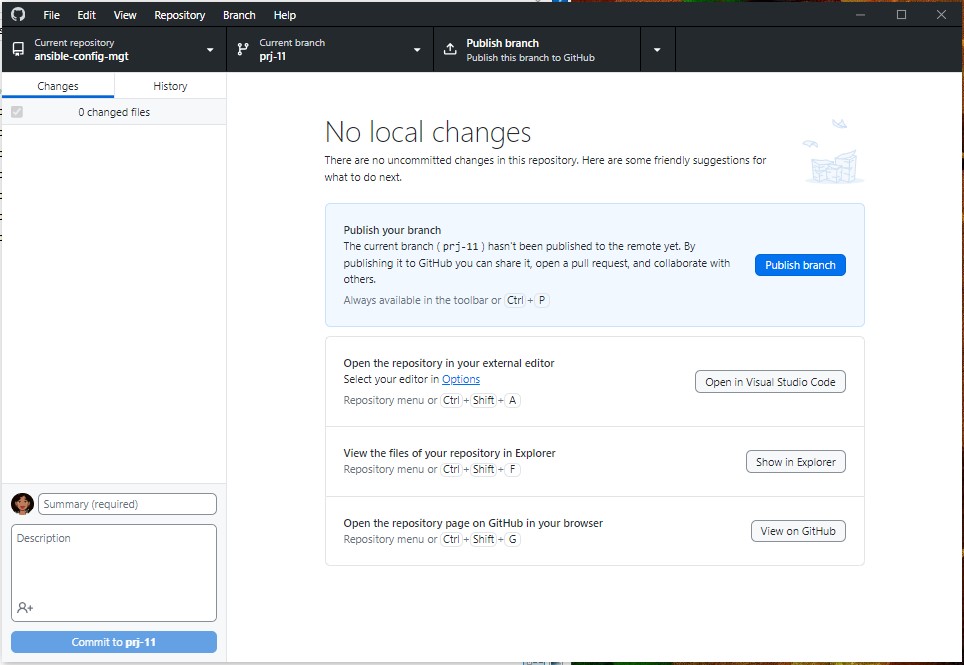 File Edit View Repository Branch Help
Current repository
ansible-config-mgt
Current branch
prj-11
Publish branch
Publish this branch to GitHub
Changes History
0 changed files
No local changes
There are no uncommitted changes in this repository. Here are some friendly suggestions for
what to do next.
Publish your branch
The current branch ( prj-11 ) hasn't been published to the remote yet. By
publishing it to GitHub you can share it, open a pull request, and collaborate with
others.
Always available in the toolbar or Ctrl + P
Publish branch
Open the repository in your external editor
Select your editor in Options
Repository menu or Ctrl + Shift + A
Open in Visual Studio Code
View the files of your repository in Explorer
Repository menu or Ctrl + Shift + F
Show in Explorer
Open the repository page on GitHub in your browser
Repository menu or Ctrl + Shift + G
View on GitHub
Summary (required)
Description
Commit to prj-11